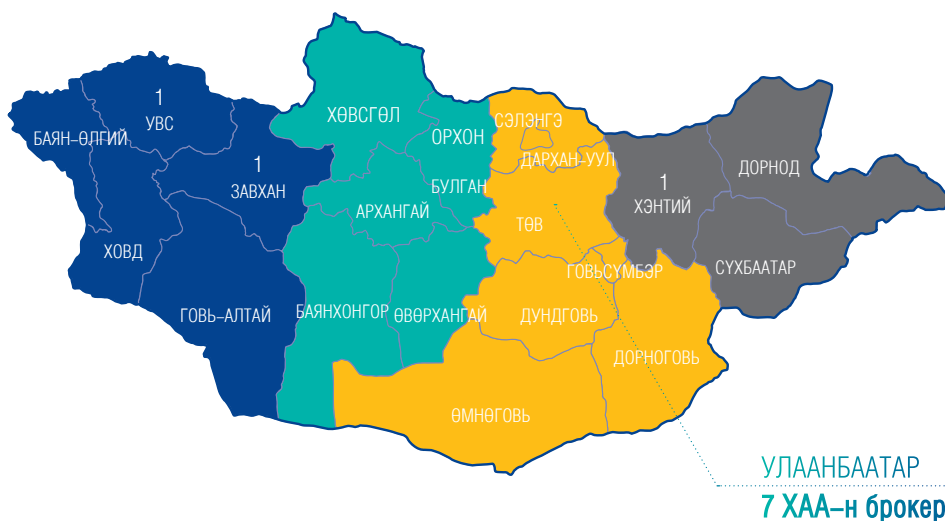 1
УВС
БАЯН–ӨЛГИЙ
1
ЗАВХАН
ХОВД
ГОВЬ–АЛТАЙ
ХӨВСГӨЛ
ОРХОН
БУЛГАН
АРХАНГАЙ
БАЯНХОНГОР
ӨВӨРХАНГАЙ
СЭЛЭНГЭ
ДАРХАН–УУЛ
ТӨВ
ГОВЬСҮМБЭР
ДУНДГОВЬ
ДОРНОГОВЬ
ӨМНӨГОВЬ
1
ХЭНТИЙ
ДОРНОД
СҮХБААТАР
УЛААНБААТАР
7 ХАА–н брокер